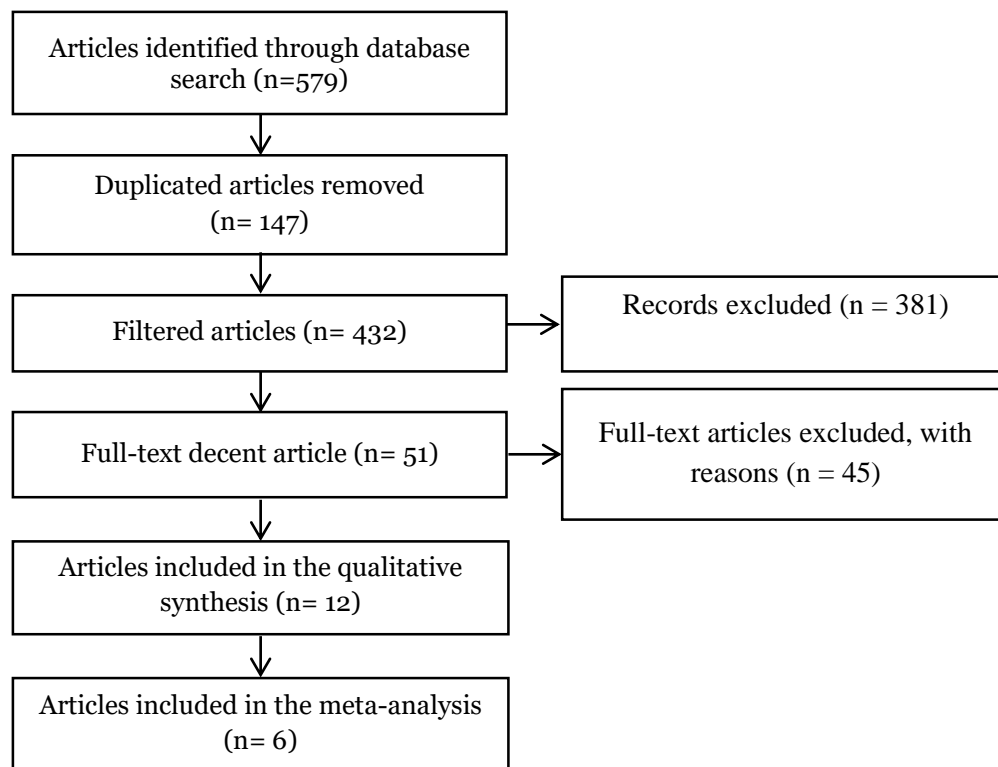 Articles identified through database
search (n=579)
Duplicated articles removed
(n= 147)
Filtered articles (n= 432)
Records excluded (n = 381)
Full-text decent article (n= 51)
Full-text articles excluded, with
reasons (n = 45)
Articles included in the qualitative
synthesis (n= 12)
Articles included in the meta-analysis
(n= 6)